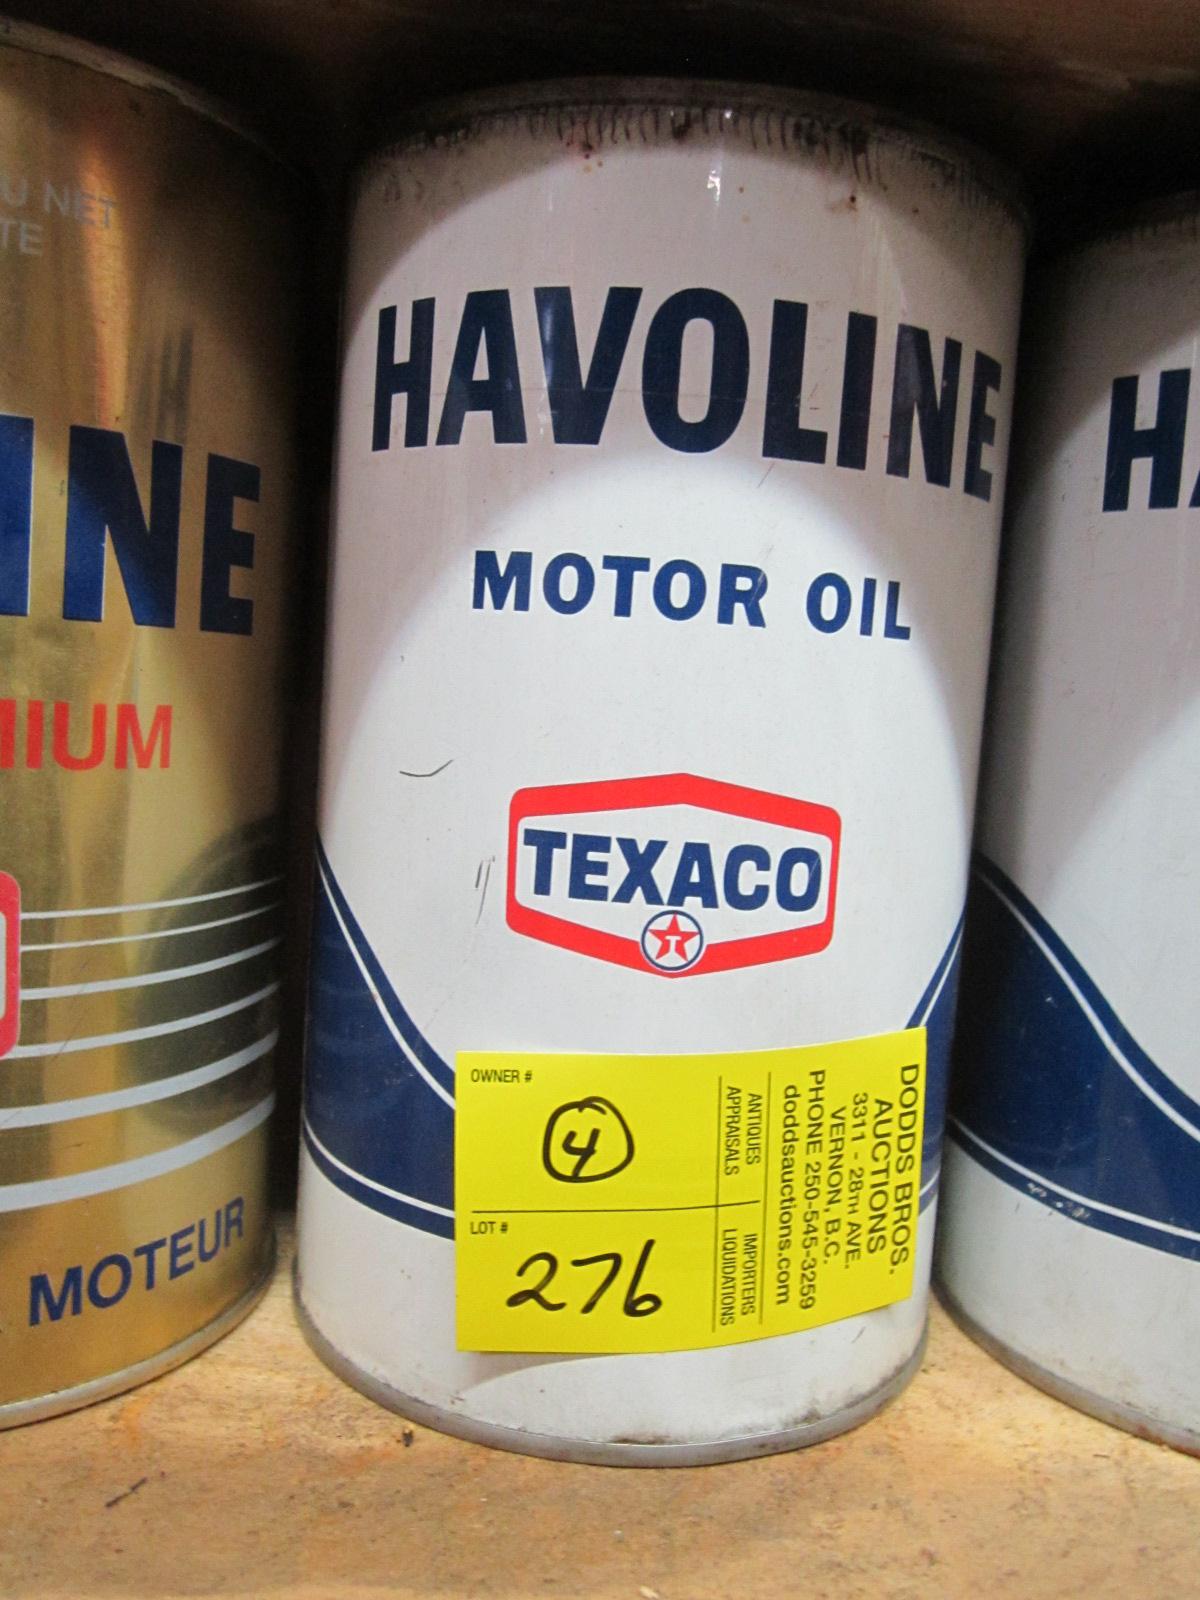 U NET
TE
INE
MIUM
MOTEUR
HAVOLINE
MOTOR OIL
TEXACO
T
OWNER #
4
LOT #
276
DODDS BROS.
AUCTIONS
3311 - 28TH AVE.
VERNON, B.C.
PHONE 250-545-3259
doddsauctions.com
ANTIQUES
APPRAISALS
IMPORTERS
LIQUIDATIONS
HA